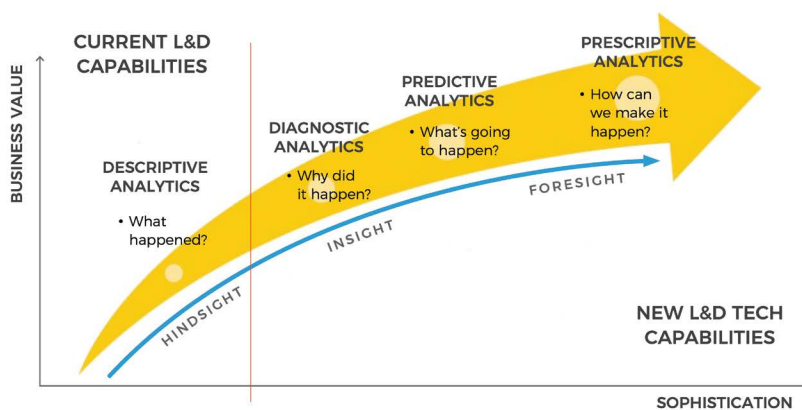 CURRENT L&D
CAPABILITIES
BUSINESS VALUE
DESCRIPTIVE
ANALYTICS
• What
happened?
DIAGNOSTIC
ANALYTICS
• Why did
it happen?
PREDICTIVE
ANALYTICS
• What's going
to happen?
PRESCRIPTIVE
ANALYTICS
• How can
we make it
happen?
HINDSIGHT
INSIGHT
FORESIGHT
NEW L&D TECH
CAPABILITIES
SOPHISTICATION